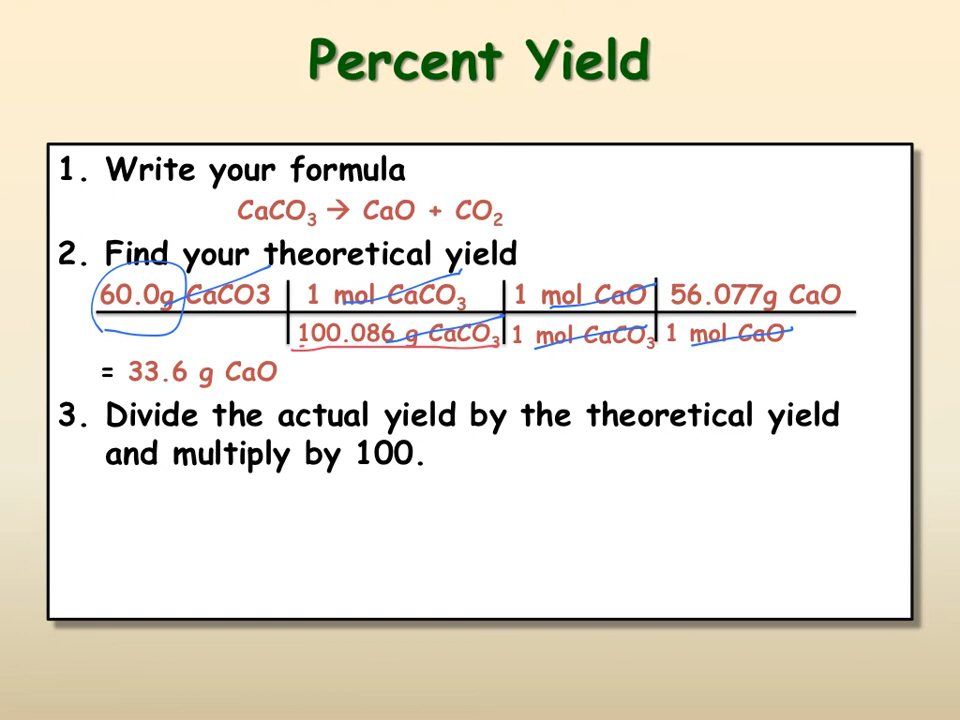 Percent Yield
1. Write your formula
CaCO₃ → CaO + CO₂
2. Find your theoretical yield
60.0g CaCO3 1 mol CaCO₃ 1 mol CaO 56.077g CaO
100.086 g CaCO₃ 1 mol CaCO₃ 1 mol CaO
= 33.6 g CaO
3. Divide the actual yield by the theoretical yield
and multiply by 100.